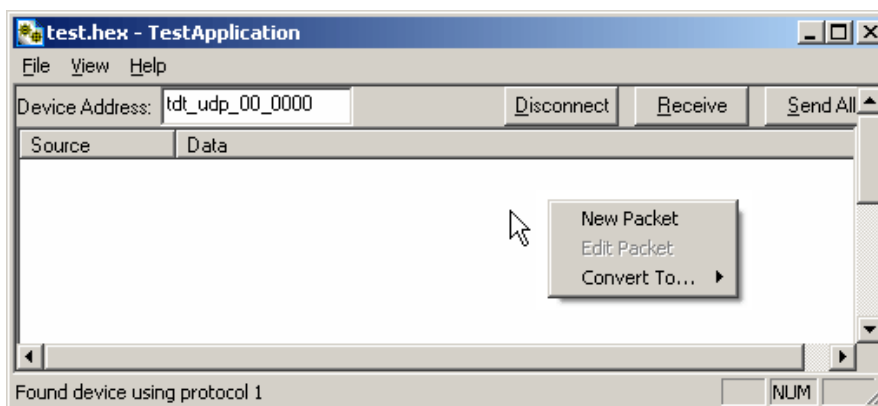 test.hex - TestApplication
File View Help
Device Address: tdt_udp_00_0000 Disconnect Receive Send All
Source Data
New Packet
Edit Packet
Convert To...
Found device using protocol 1 NUM